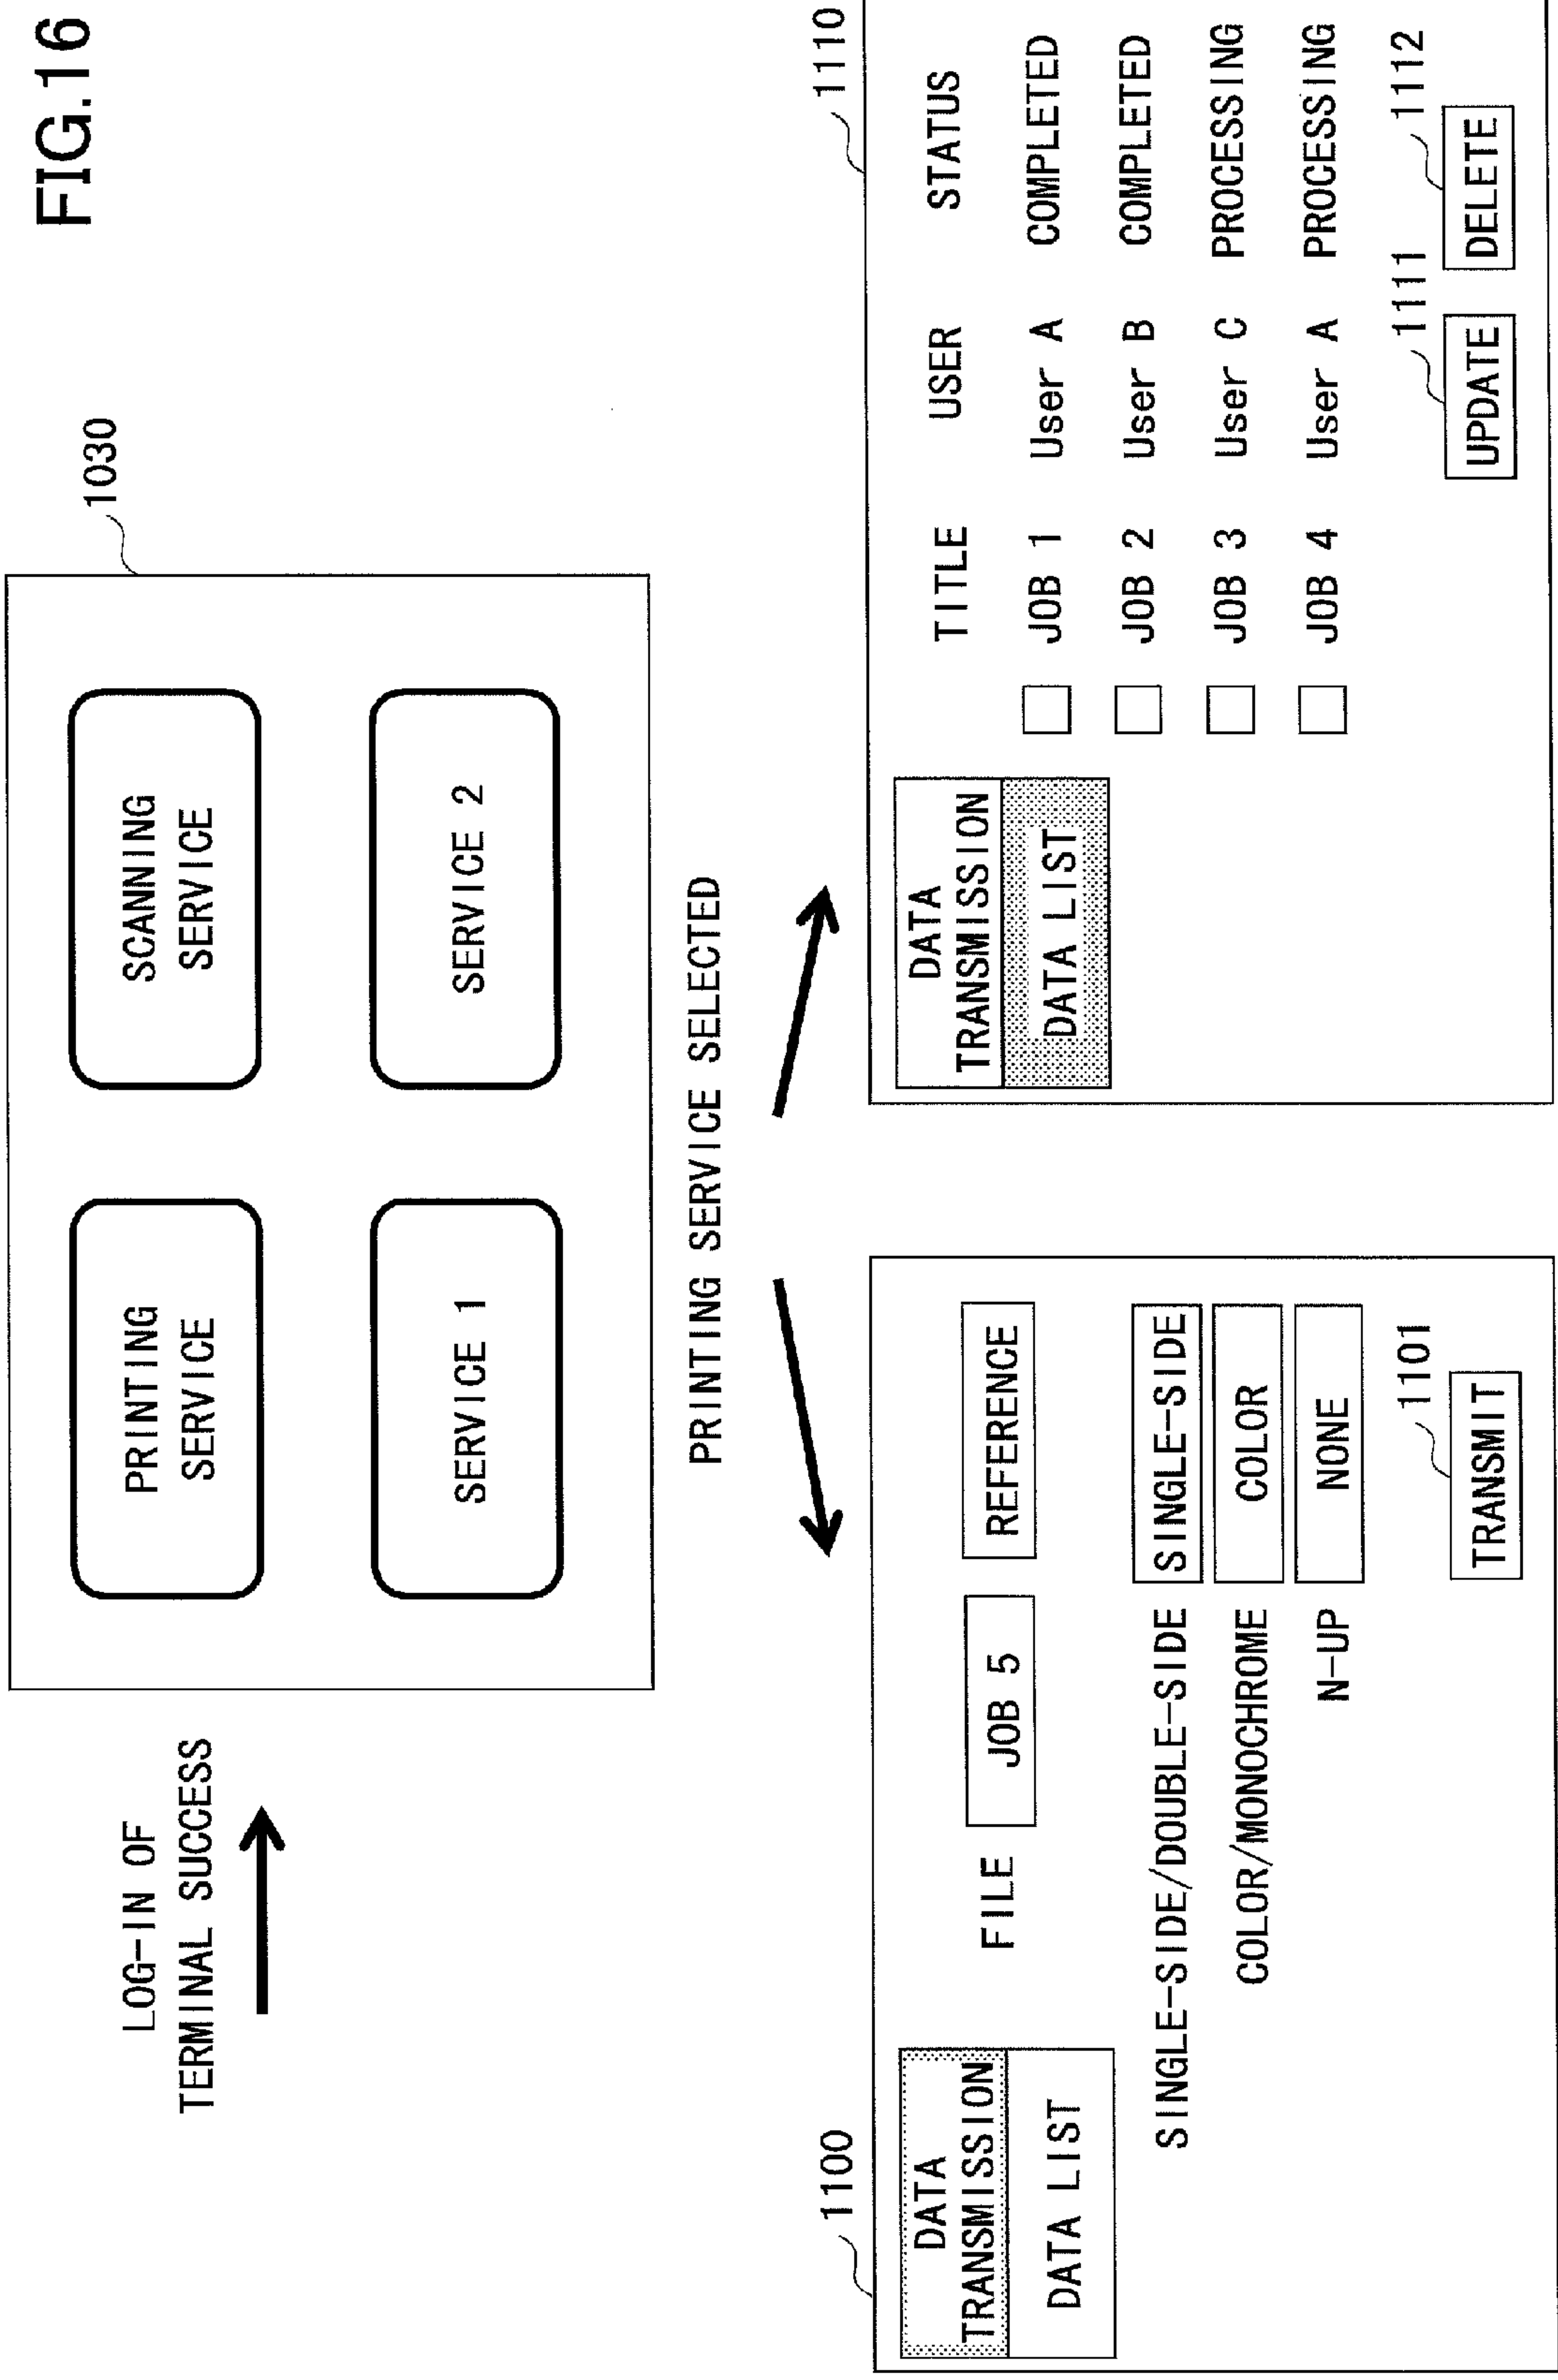 FIG.16
LOG-IN OF
TERMINAL SUCCESS
1030
PRINTING
SERVICE
SCANNING
SERVICE
SERVICE 1
SERVICE 2
PRINTING SERVICE SELECTED
1100
DATA
TRANSMISSION
DATA LIST
FILE JOB 5 REFERENCE
SINGLE-SIDE/DOUBLE-SIDE SINGLE-SIDE
COLOR/MONOCHROME COLOR
N-UP NONE
1101
TRANSMIT
1110
DATA
TRANSMISSION
DATA LIST
TITLE USER STATUS
JOB 1 User A COMPLETED
JOB 2 User B COMPLETED
JOB 3 User C PROCESSING
JOB 4 User A PROCESSING
1111 1112
UPDATE DELETE